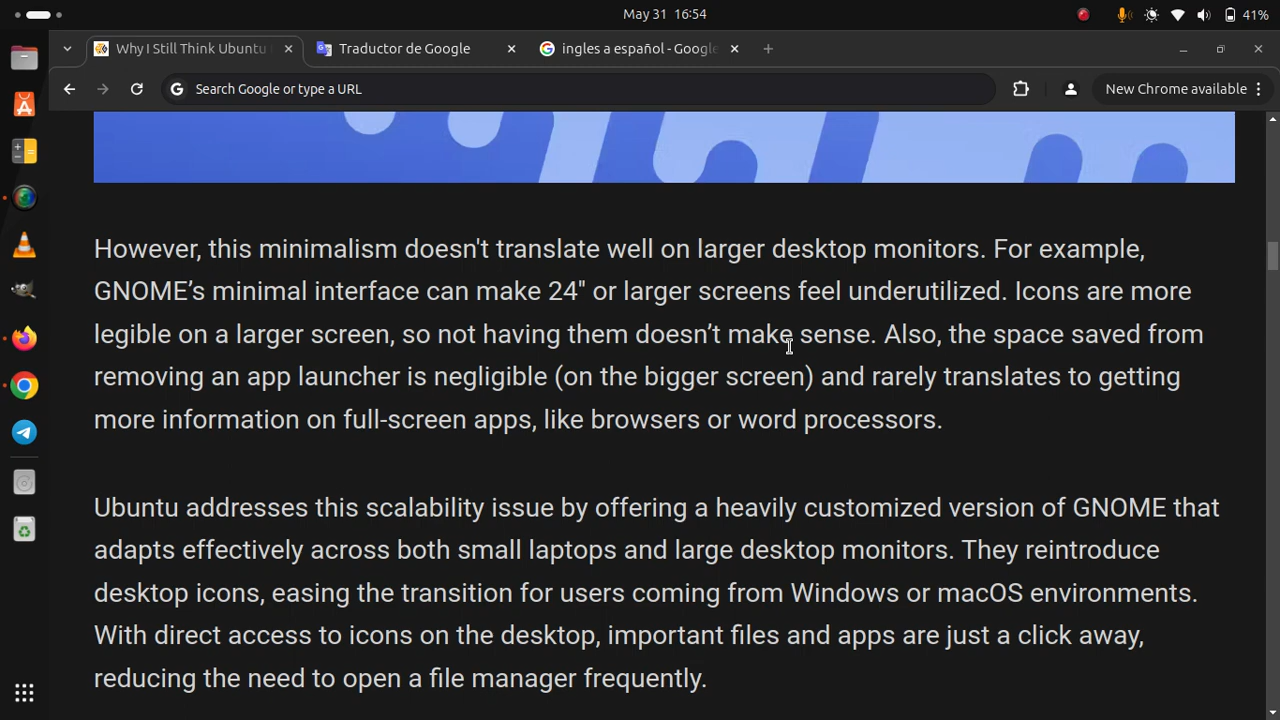 May 31 16:54
41%
Why I Still Think Ubuntu
Traductor de Google
ingles a español - Google
Search Google or type a URL
New Chrome available
However, this minimalism doesn't translate well on larger desktop monitors. For example,
GNOME’s minimal interface can make 24" or larger screens feel underutilized. Icons are more
legible on a larger screen, so not having them doesn’t make sense. Also, the space saved from
removing an app launcher is negligible (on the bigger screen) and rarely translates to getting
more information on full-screen apps, like browsers or word processors.
Ubuntu addresses this scalability issue by offering a heavily customized version of GNOME that
adapts effectively across both small laptops and large desktop monitors. They reintroduce
desktop icons, easing the transition for users coming from Windows or macOS environments.
With direct access to icons on the desktop, important files and apps are just a click away,
reducing the need to open a file manager frequently.